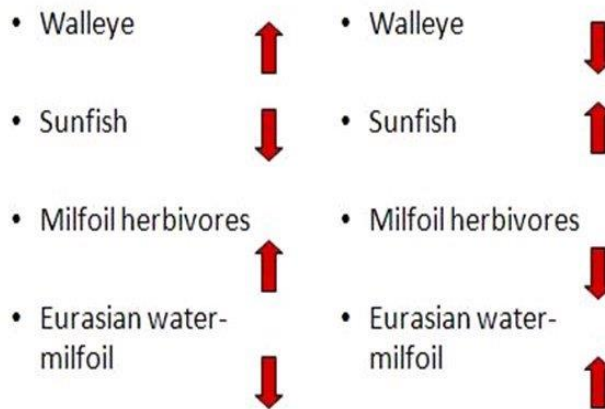 • Walleye
• Sunfish
• Milfoil herbivores
• Eurasian water-
milfoil
• Walleye
• Sunfish
• Milfoil herbivores
• Eurasian water-
milfoil